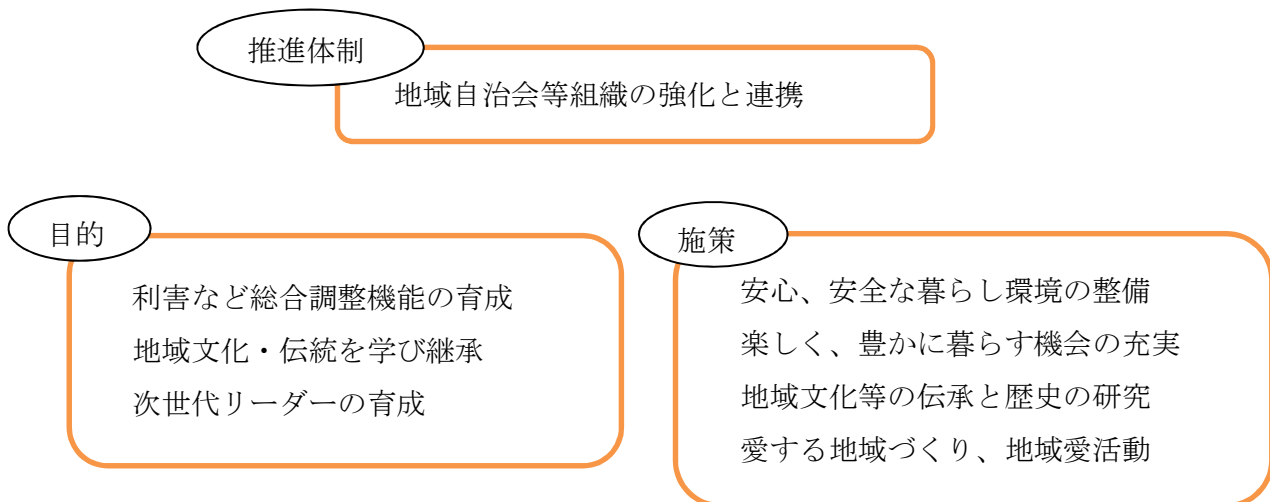 推進体制
地域自治会等組織の強化と連携
目的
利害など総合調整機能の育成
地域文化・伝統を学び継承
次世代リーダーの育成
施策
安心、安全な暮らし環境の整備
楽しく、豊かに暮らす機会の充実
地域文化等の伝承と歴史の研究
愛する地域づくり、地域愛活動